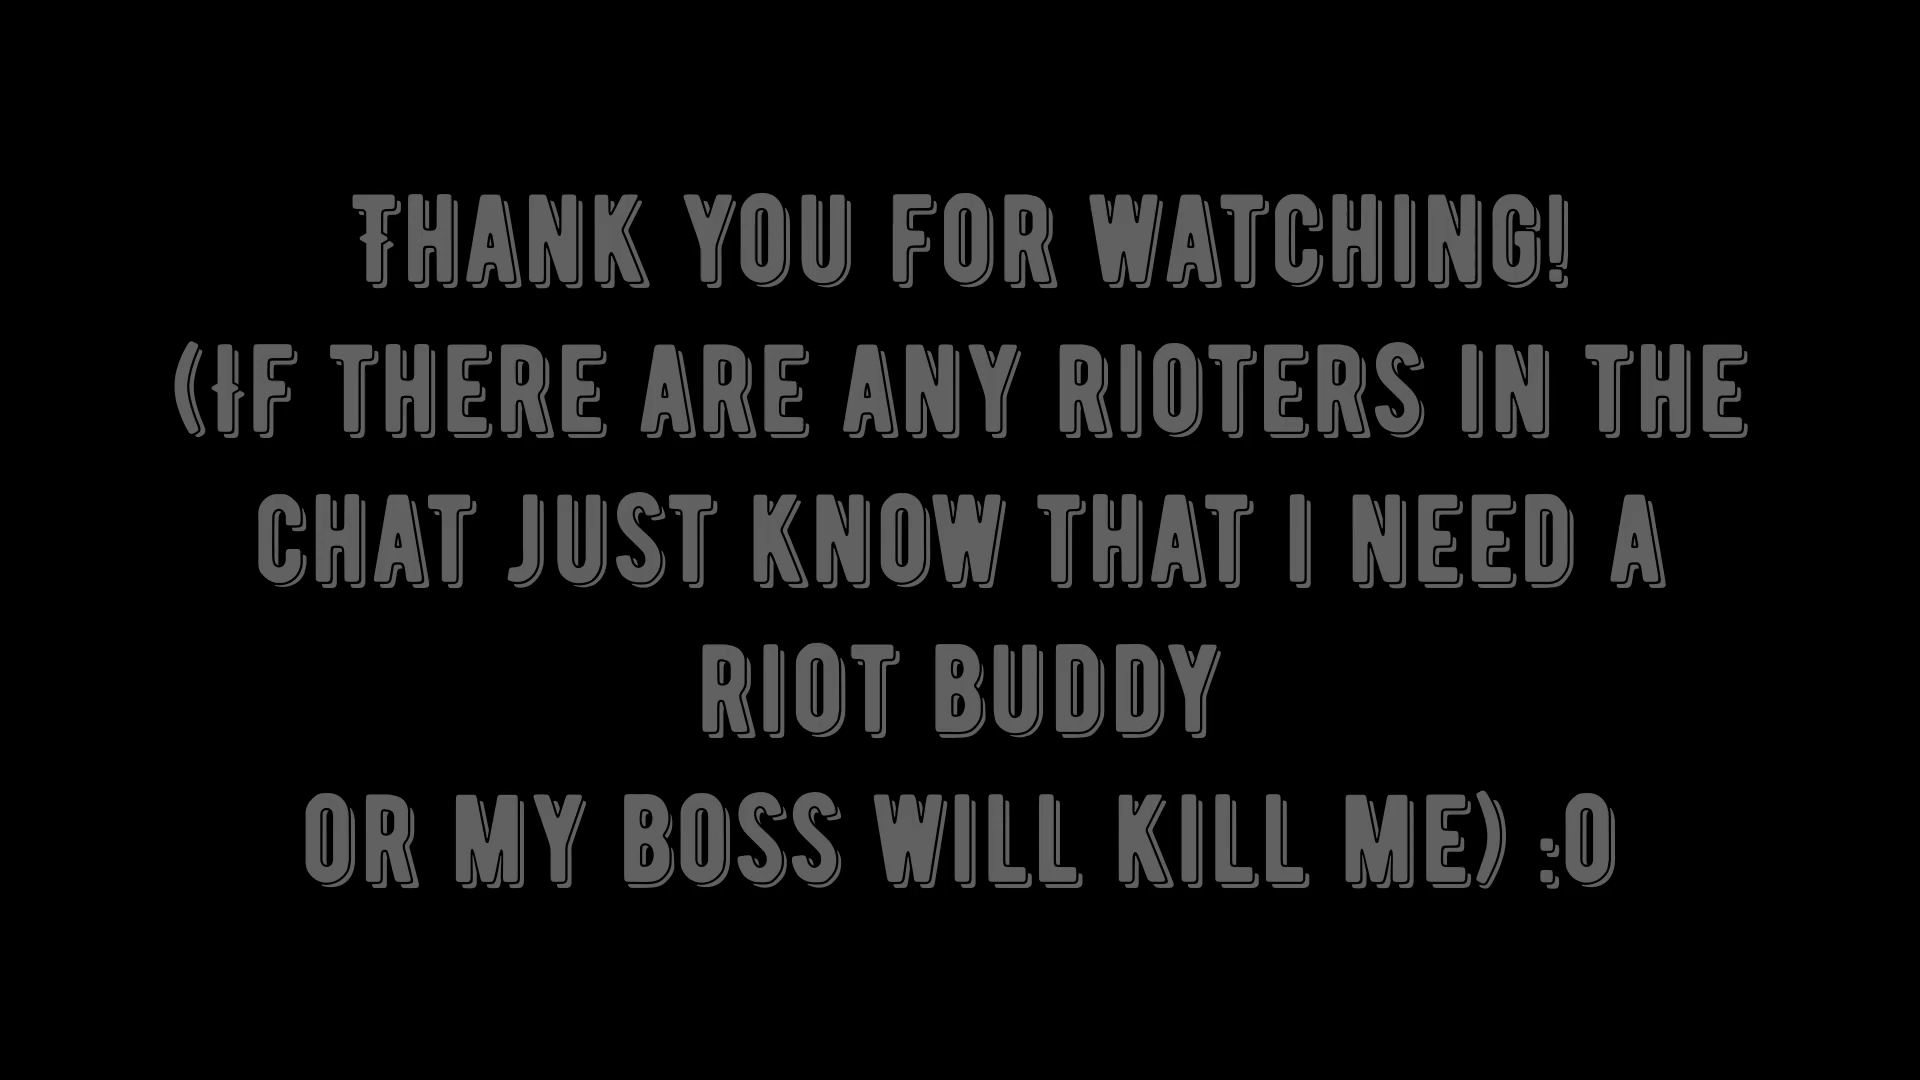 Thank you for watching!
(If there are any rioters in the
chat just know that I need a
riot buddy
or my boss will kill me) :O